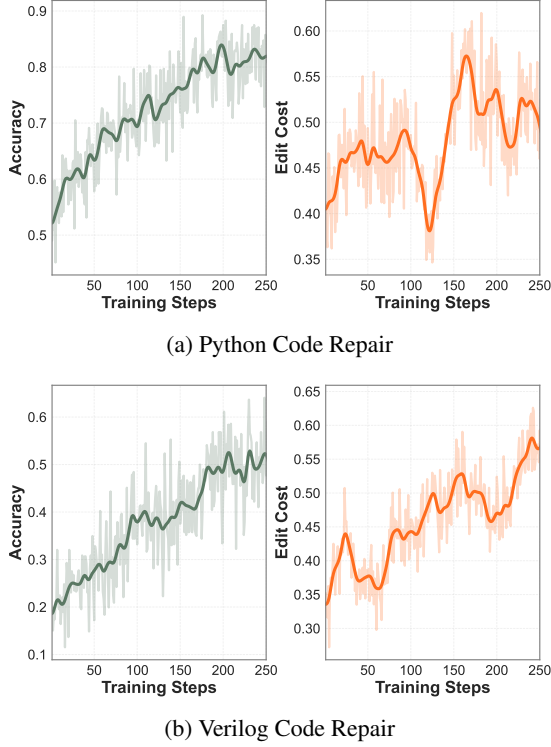 0.9
0.8
0.7
0.6
0.5
Accuracy
50 100 150 200 250
Training Steps
0.60
0.55
0.50
0.45
0.40
0.35
Edit Cost
50 100 150 200 250
Training Steps
(a) Python Code Repair
0.6
0.5
0.4
0.3
0.2
0.1
Accuracy
50 100 150 200 250
Training Steps
0.65
0.60
0.55
0.50
0.45
0.40
0.35
0.30
Edit Cost
50 100 150 200 250
Training Steps
(b) Verilog Code Repair